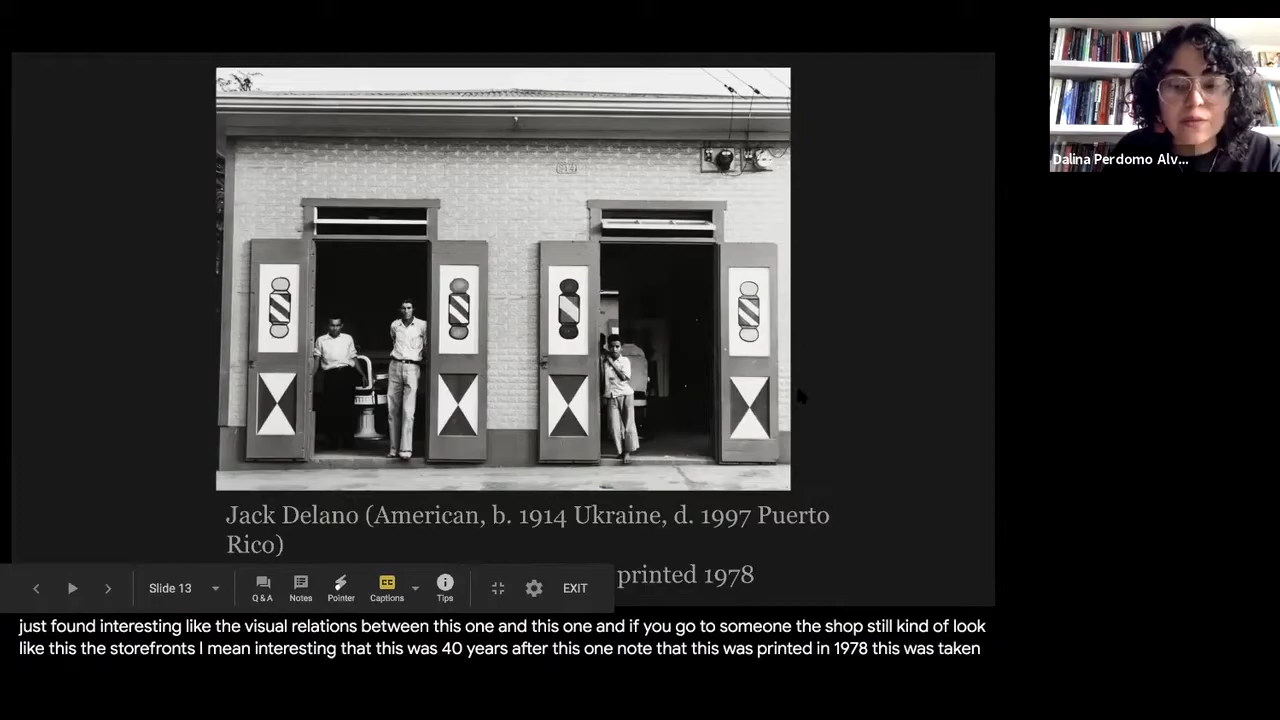 Dalina Perdomo Alv...
Jack Delano (American, b. 1914 Ukraine, d. 1997 Puerto
Rico)
printed 1978
Slide 13
Q & A
Notes
Pointer
Captions
Tips
EXIT
just found interesting like the visual relations between this one and this one and if you go to someone the shop still kind of look
like this the storefronts I mean interesting that this was 40 years after this one note that this was printed in 1978 this was taken